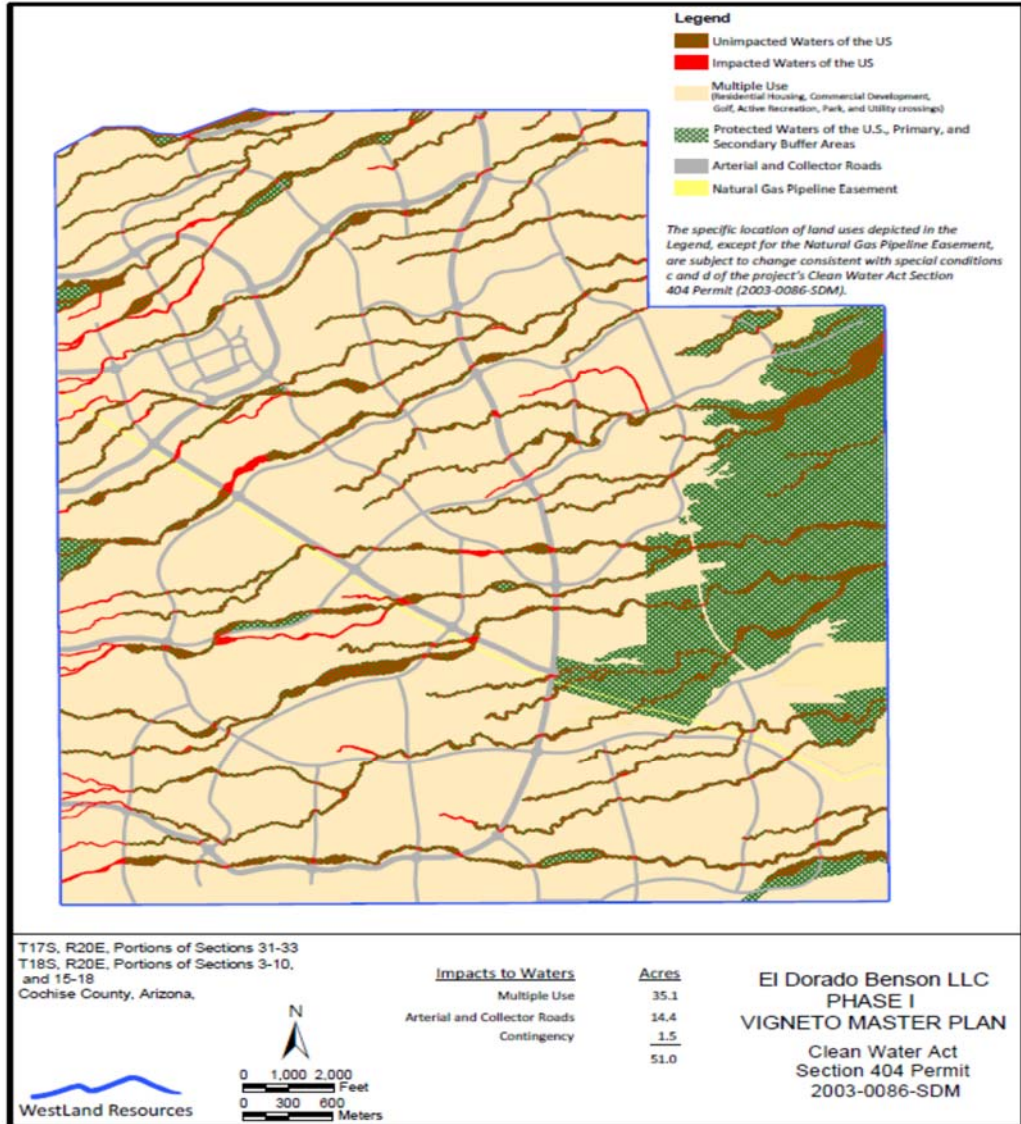 Legend
Unimpacted Waters of the US
Impacted Waters of the US
Multiple Use
(Residential Housing, Commercial Development,
Golf, Active Recreation, Park, and Utility crossings)
Protected Waters of the U.S., Primary, and
Secondary Buffer Areas
Arterial and Collector Roads
Natural Gas Pipeline Easement
The specific location of land uses depicted in the
Legend, except for the Natural Gas Pipeline Easement,
are subject to change consistent with special conditions
c and d of the project's Clean Water Act Section
404 Permit (2003-0086-SDM).
T17S, R20E, Portions of Sections 31-33
T18S, R20E, Portions of Sections 3-10,
and 15-18
Cochise County, Arizona,
N
0 1,000 2,000
Feet
0 300 600
Meters
WestLand Resources
Impacts to Waters Acres
Multiple Use 35.1
Arterial and Collector Roads 14.4
Contingency 1.5
51.0
El Dorado Benson LLC
PHASE I
VIGNETO MASTER PLAN
Clean Water Act
Section 404 Permit
2003-0086-SDM